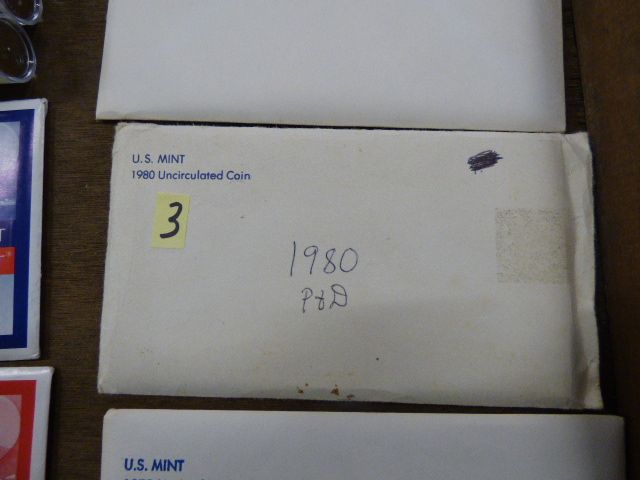 U.S. MINT
1980 Uncirculated Coin
3
1980
P&D
U.S. MINT